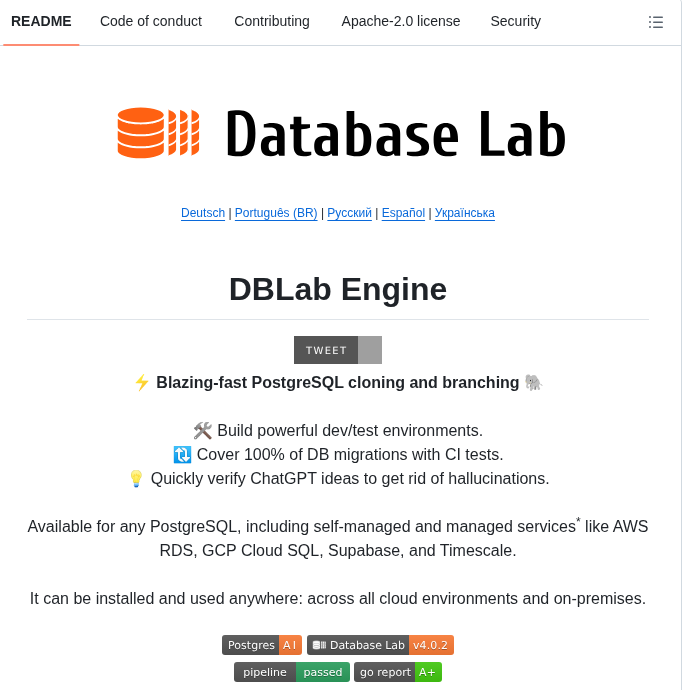 README Code of conduct Contributing Apache-2.0 license Security
Database Lab
Deutsch | Português (BR) | Русский | Español | Українська
DBLab Engine
TWEET
⚡ Blazing-fast PostgreSQL cloning and branching 🐘
🛠️ Build powerful dev/test environments.
🔃 Cover 100% of DB migrations with CI tests.
💡 Quickly verify ChatGPT ideas to get rid of hallucinations.
Available for any PostgreSQL, including self-managed and managed services* like AWS
RDS, GCP Cloud SQL, Supabase, and Timescale.
It can be installed and used anywhere: across all cloud environments and on-premises.
Postgres AI Database Lab v4.0.2
pipeline passed go report A+